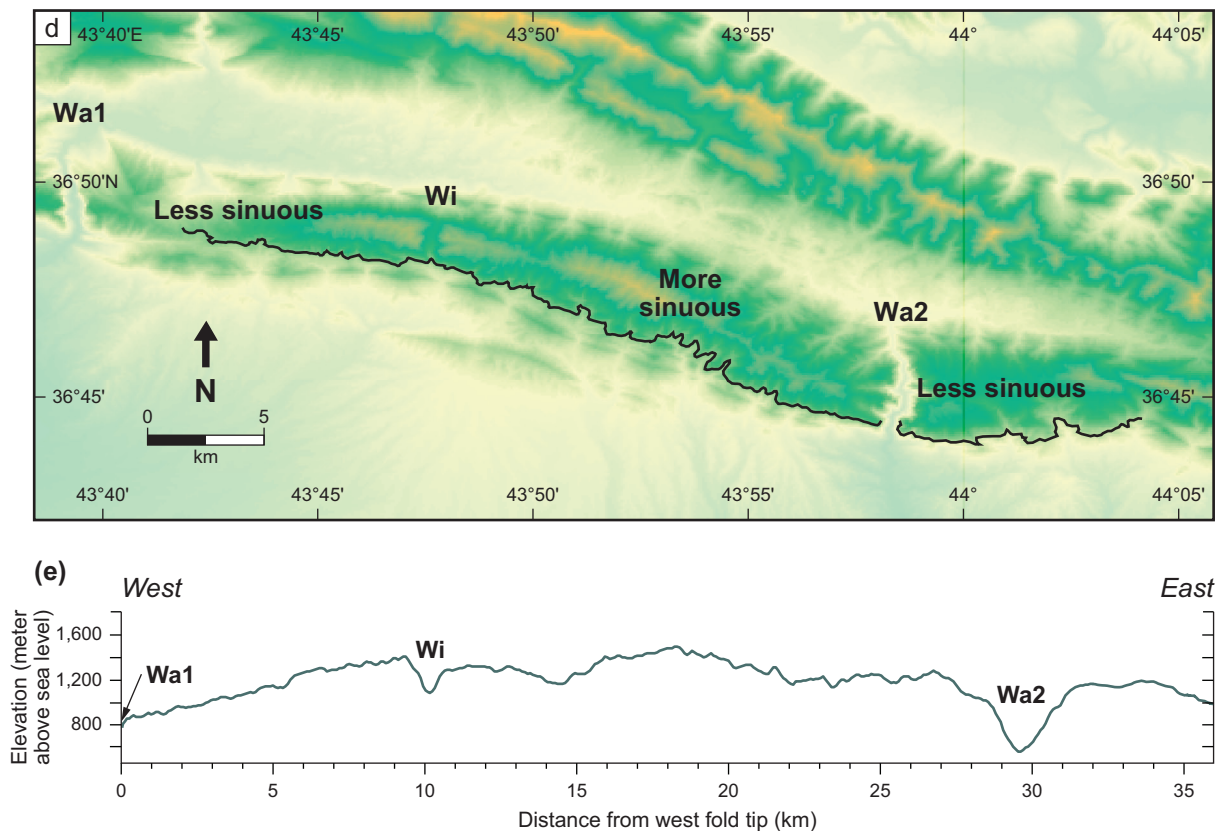 d
43°40'E 43°45' 43°50' 43°55' 44° 44°05'
Wa1
36°50'N
Wi
36°50'
Less sinuous
More
sinuous
Wa2
N
36°45'
Less sinuous
36°45'
0 5
km
43°40' 43°45' 43°50' 43°55' 44° 44°05'
(e)
West
East
Elevation (meter
above sea level)
1,600
1,200
800
Wa1
Wi
Wa2
0 5 10 15 20 25 30 35
Distance from west fold tip (km)